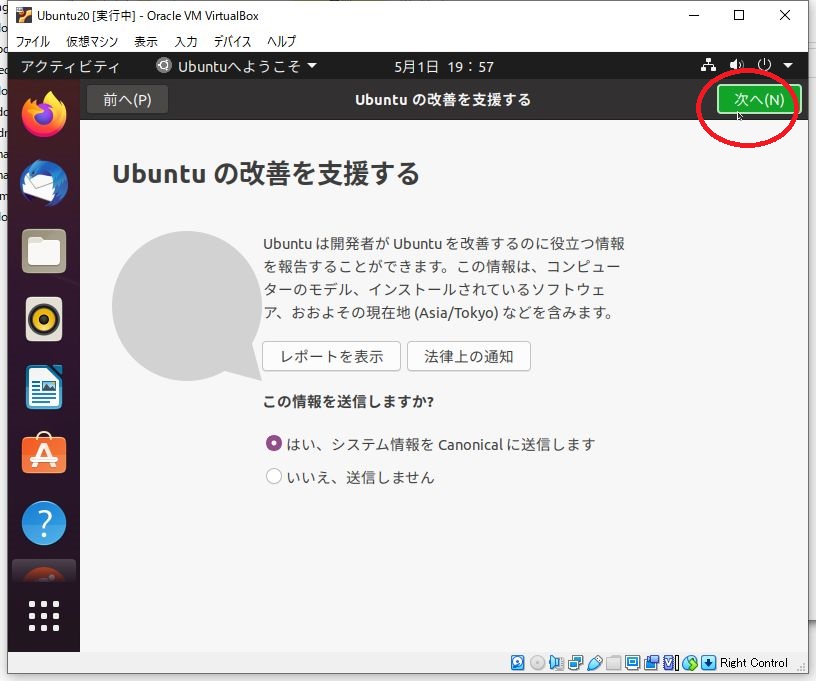 Ubuntu20 [実行中] - Oracle VM VirtualBox
ファイル 仮想マシン 表示 入力 デバイス ヘルプ
アクティビティ Ubuntuへようこそ 5月1日 19：57
前へ(P) Ubuntu の改善を支援する 次へ(N)
Ubuntu の改善を支援する
Ubuntu は開発者が Ubuntu を改善するのに役立つ情報
を報告することができます。この情報は、コンピュー
ターのモデル、インストールされているソフトウェ
ア、おおよその現在地 (Asia/Tokyo) などを含みます。
レポートを表示 法律上の通知
この情報を送信しますか?
はい、システム情報を Canonical に送信します
いいえ、送信しません
Right Control